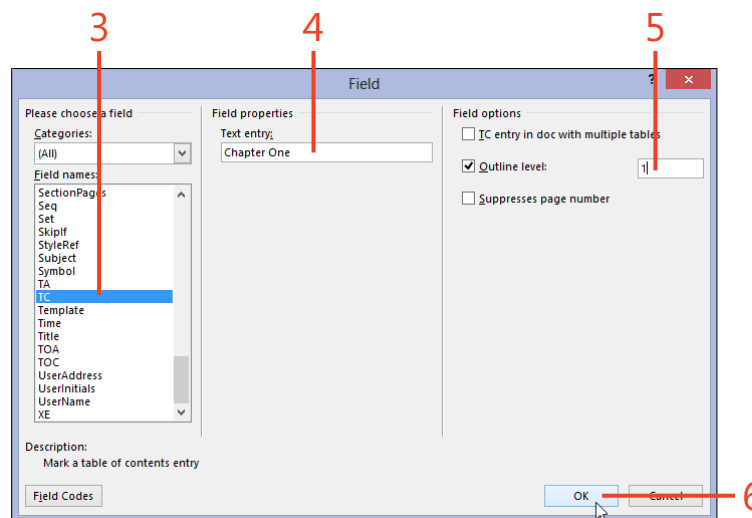 3 4 5
Field ? ×
Please choose a field
Categories:
(All)
Field names:
SectionPages
Seq
Set
SkipIf
StyleRef
Subject
Symbol
TA
TC
Template
Time
Title
TOA
TOC
UserAddress
UserInitials
UserName
XE
Field properties
Text entry:
Chapter One
Field options
TC entry in doc with multiple tables
Outline level: 1
Suppresses page number
Description:
Mark a table of contents entry
Field Codes OK Cancel
6